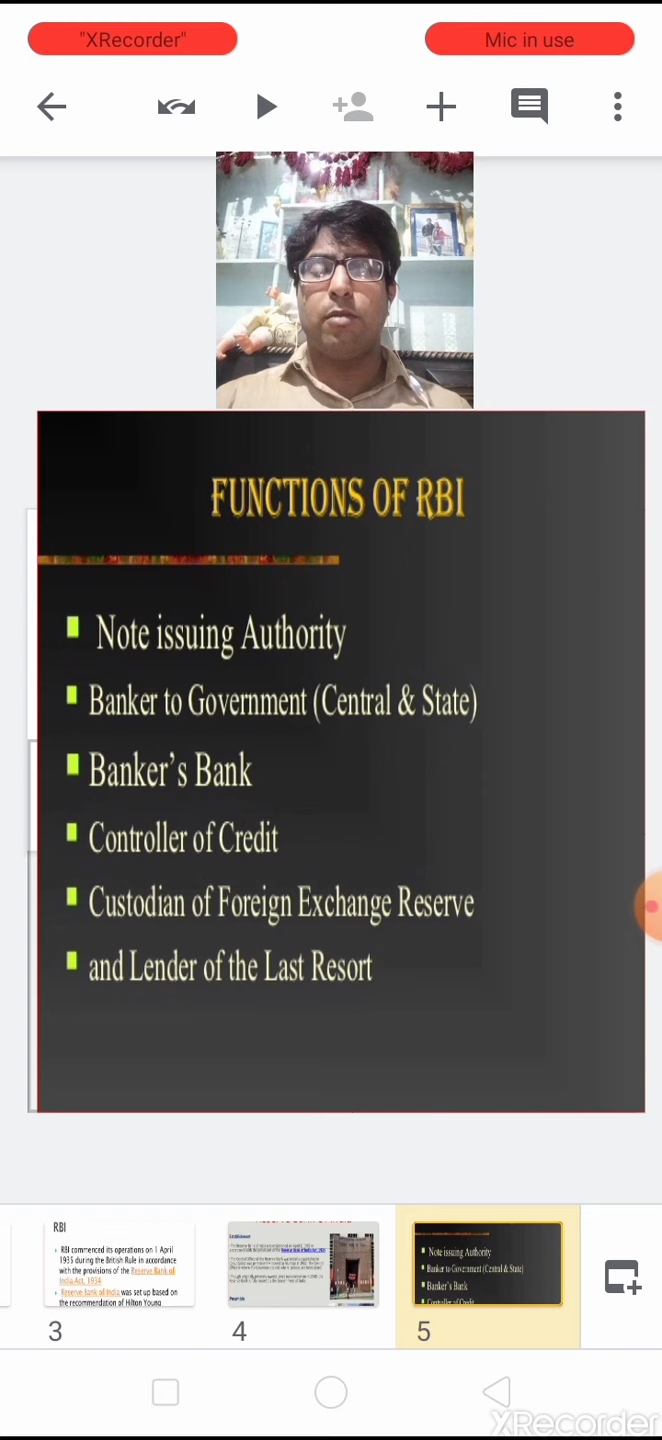 "XRecorder"
Mic in use
FUNCTIONS OF RBI
Note issuing Authority
Banker to Government (Central & State)
Banker's Bank
Controller of Credit
Custodian of Foreign Exchange Reserve
and Lender of the Last Resort
RBI
RBI commenced its operations on 1 April
1935 during the British Rule in accordance
with the provisions of the Reserve Bank of
India Act, 1934
Reserve Bank of India was set up based on
the recommendation of Hilton Young
Note issuing Authority
Banker to Government (Central & State)
Banker's Bank
Controller of Credit
3
4
5
XRecorder